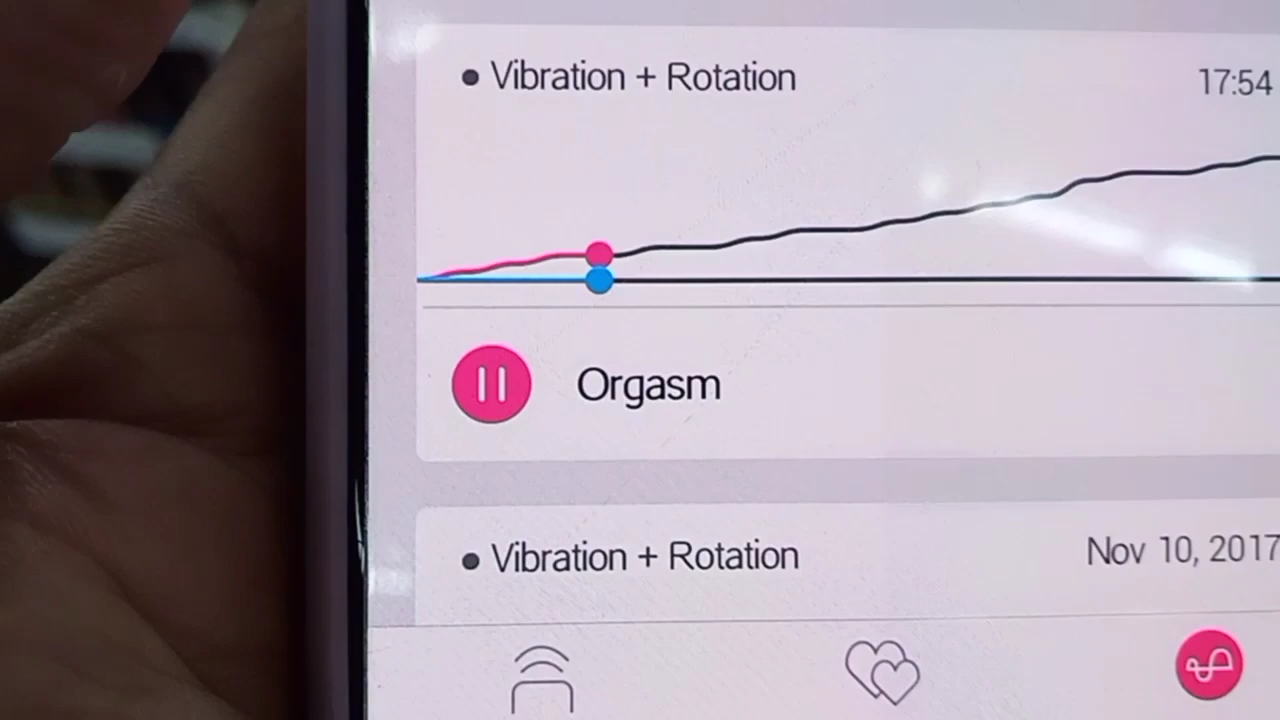 Vibration + Rotation
17:54
Orgasm
Vibration + Rotation
Nov 10, 2017